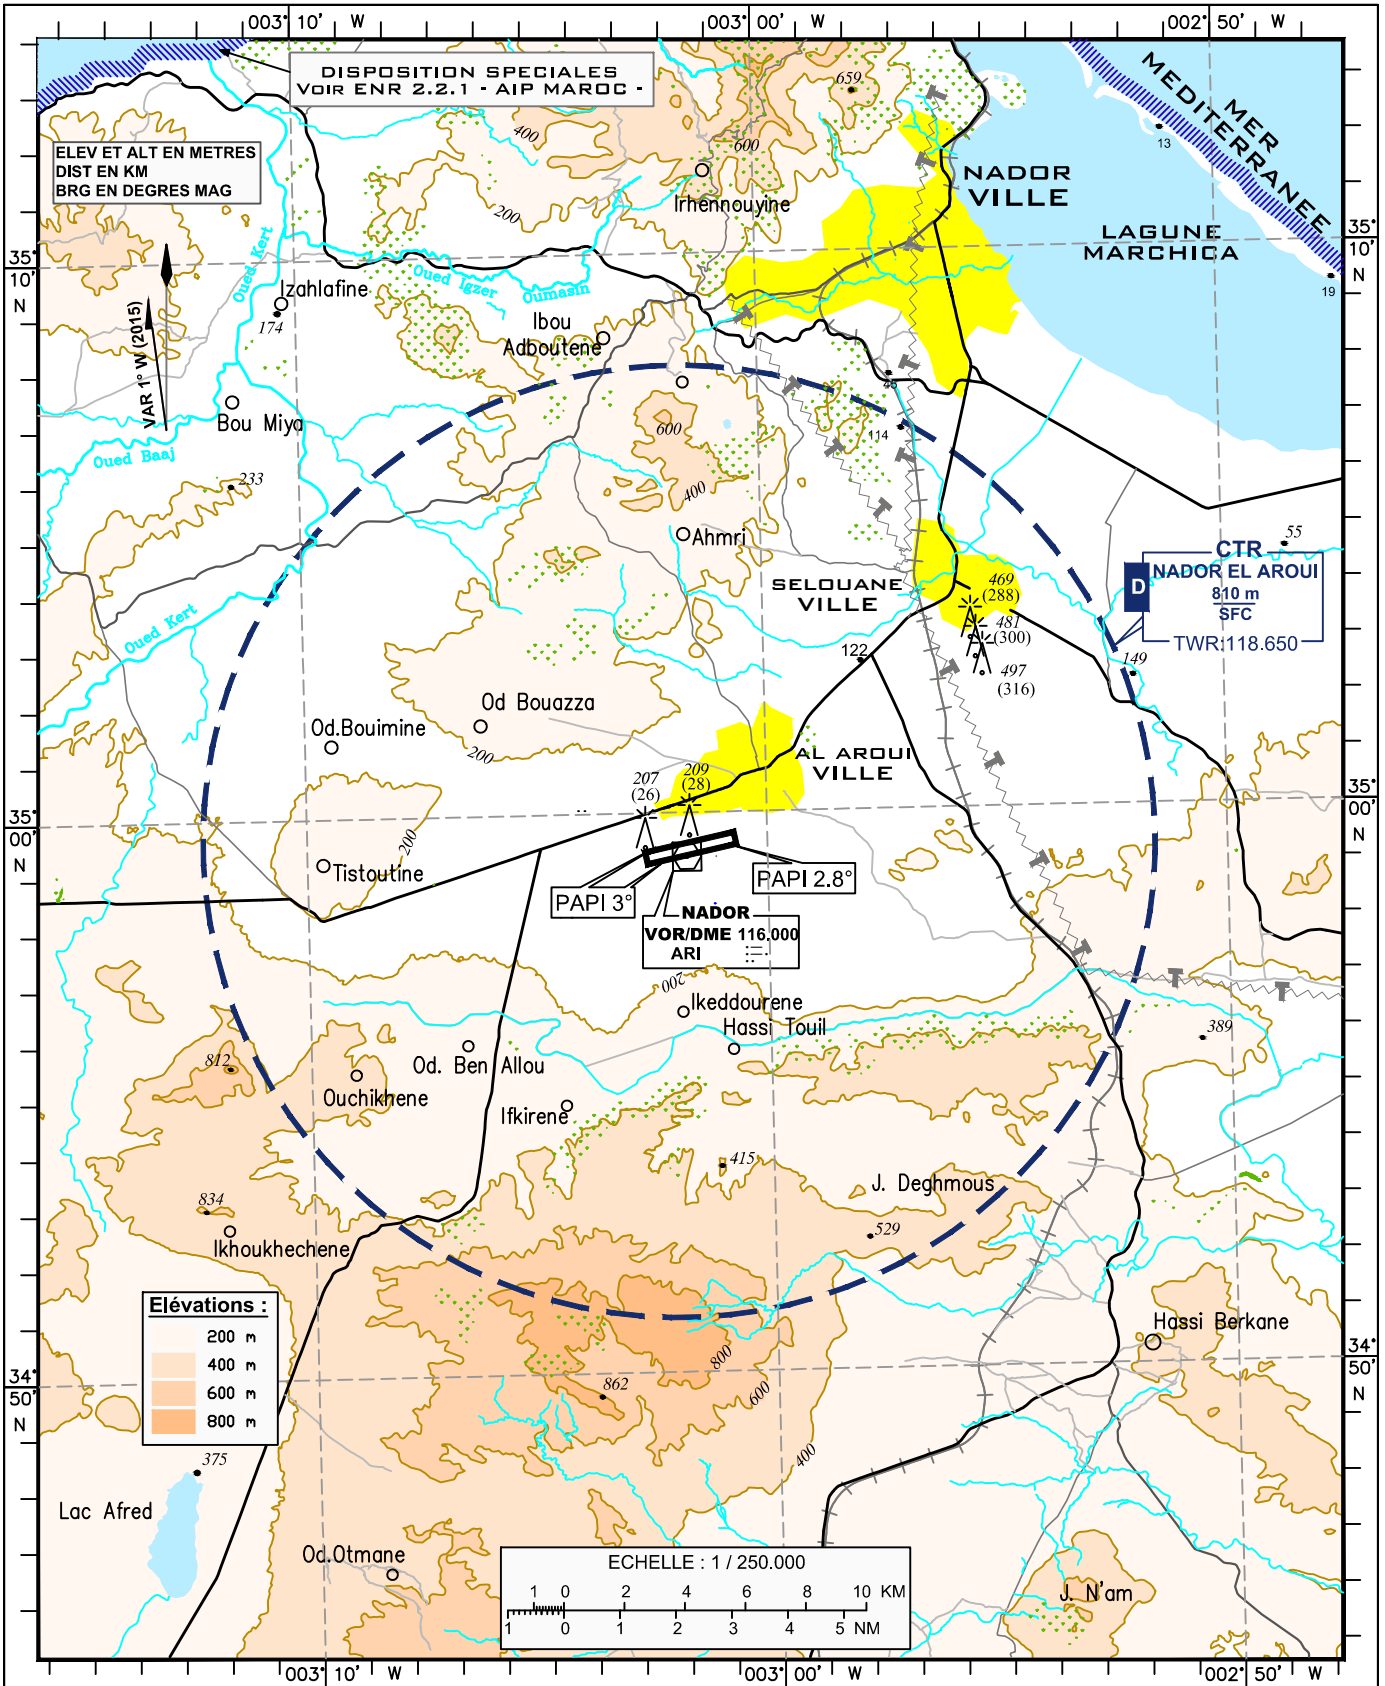 003° 10' W
003° 00' W
002° 50' W
DISPOSITION SPECIALES
VOIR ENR 2.2.1 - AIP MAROC -
ELEV ET ALT EN METRES
DIST EN KM
BRG EN DEGRES MAG
659
400
600
200
Irhennouyine
NADOR
VILLE
13
MER
MEDITERRANEE
LAGUNE
MARCHICA
19
35°
10'
N
35°
10'
N
VAR 1° W (2015)
Oued Kert
Izahlafine
174
Oued Igzer
Oumasin
Ibou
Adboutene
Bou Miya
Oued Baaj
233
600
400
Ahmri
45
114
55
CTR
NADOR EL AROUI
D
810 m
SFC
TWR:118.650
SELOUANE
VILLE
469
(288)
481
(300)
497
(316)
149
122
Oued Kert
Od Bouazza
Od.Bouimine
200
AL AROUI
VILLE
207
(26)
209
(28)
35°
00'
N
35°
00'
N
200
Tistoutine
PAPI 3°
PAPI 2.8°
NADOR
VOR/DME 116.000
ARI
200
Ikeddourene
Hassi Touil
389
812
Od. Ben Allou
Ouchikhene
Ifkirene
415
J. Deghmous
834
529
Ikhoukhechene
Elévations :
200 m
400 m
600 m
800 m
Hassi Berkane
34°
50'
N
34°
50'
N
800
600
862
400
375
Lac Afred
Od.Otmane
J. N'am
ECHELLE : 1 / 250.000
1 0 2 4 6 8 10 KM
1 0 1 2 3 4 5 NM
003° 10' W
003° 00' W
002° 50' W